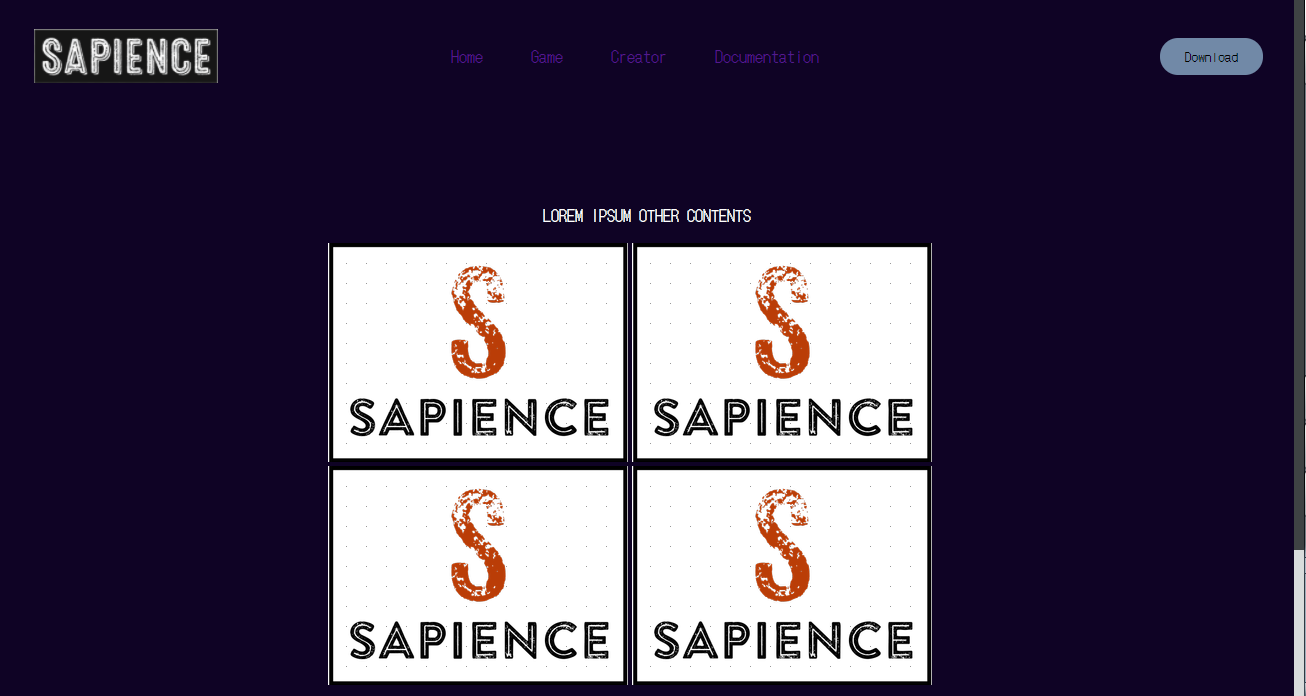 SAPIENCE
Home Game Creator Documentation
Download
LOREM IPSUM OTHER CONTENTS
S S
SAPIENCE SAPIENCE
S S
SAPIENCE SAPIENCE